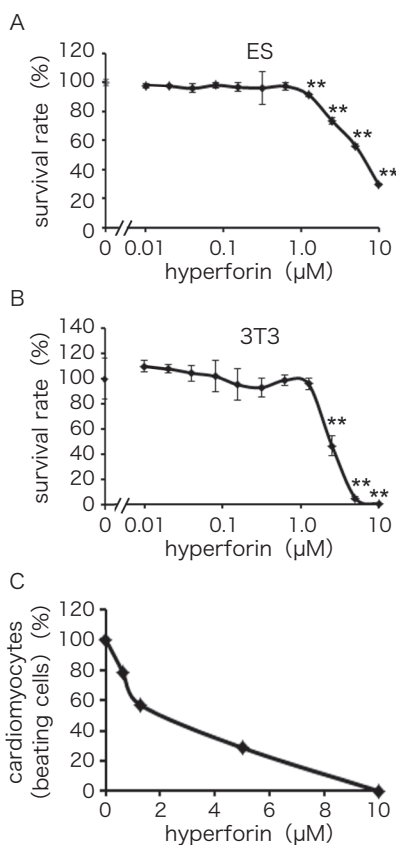 A
ES
survival rate (%)
120
100
80
60
40
20
0
**
**
**
**
0 0.01 0.1 1.0 10
hyperforin (μM)
B
3T3
survival rate (%)
140
120
100
80
60
40
20
0
**
**
**
0 0.01 0.1 1.0 10
hyperforin (μM)
C
cardiomyocytes
(beating cells) (%)
120
100
80
60
40
20
0
0 2 4 6 8 10
hyperforin (μM)